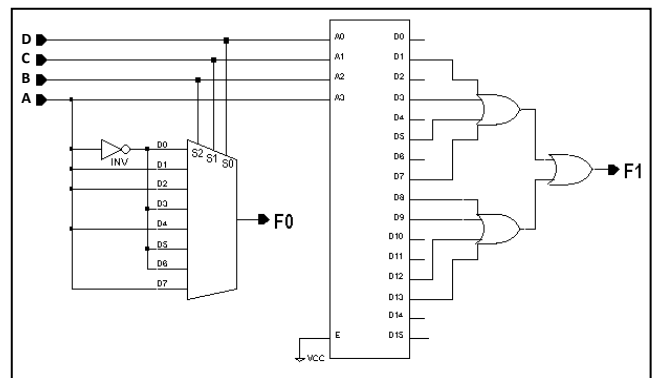 D
C
B
A
INV
D0
D1
D2
D3
D4
D5
D6
D7
S2
S1
S0
F0
A0
A1
A2
A3
E
VCC
D0
D1
D2
D3
D4
D5
D6
D7
D8
D9
D10
D11
D12
D13
D14
D15
F1